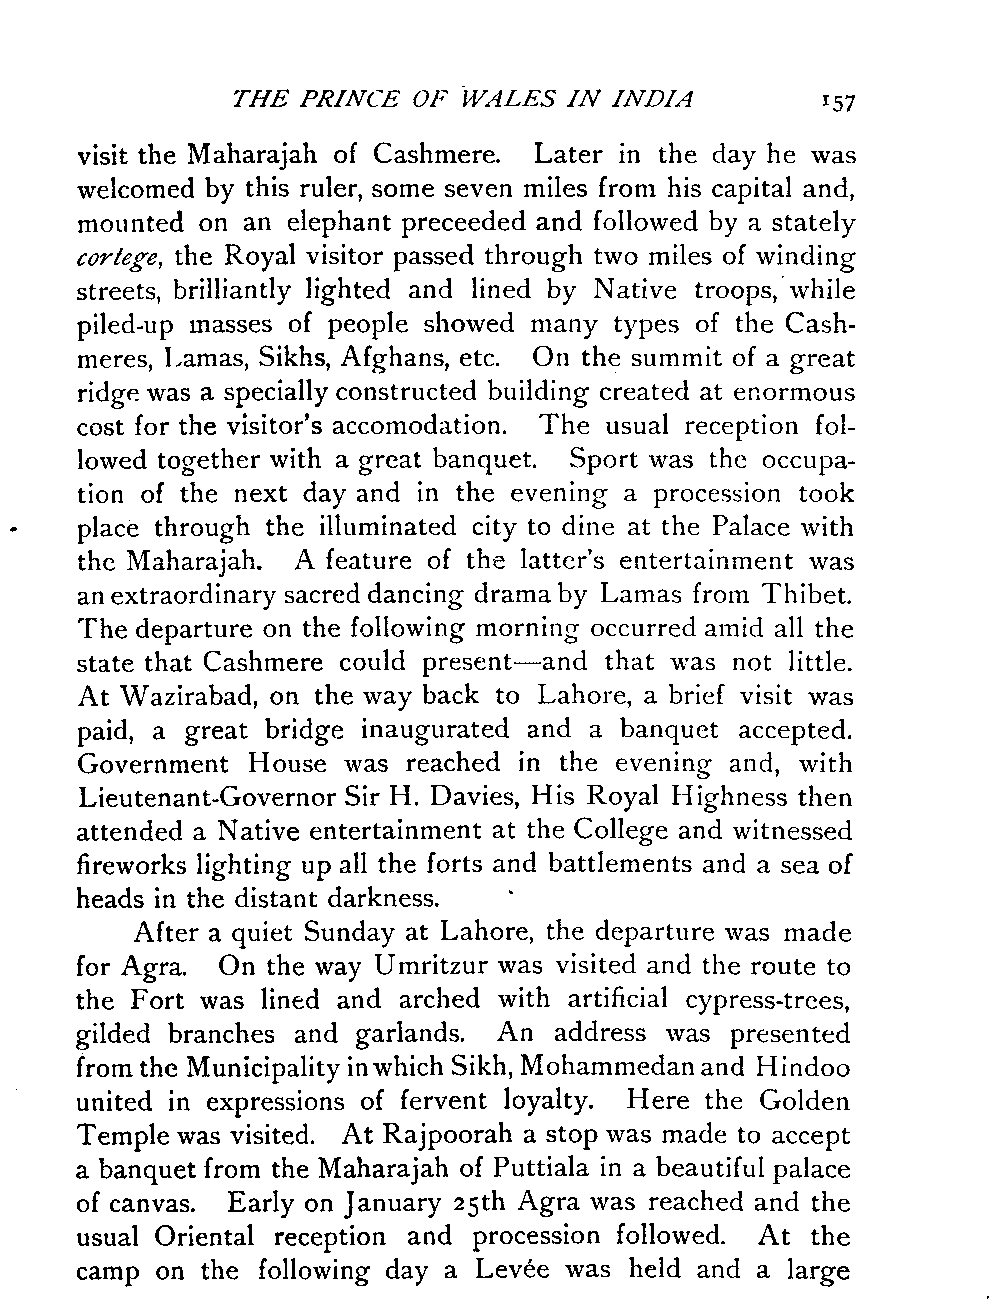 THE PRINCE OF WALES IN INDIA 157
visit the Maharajah of Cashmere. Later in the day he was
welcomed by this ruler, some seven miles from his capital and,
mounted on an elephant preceeded and followed by a stately
cortege, the Royal visitor passed through two miles of winding
streets, brilliantly lighted and lined by Native troops, while
piled-up masses of people showed many types of the Cash-
meres, Lamas, Sikhs, Afghans, etc. On the summit of a great
ridge was a specially constructed building created at enormous
cost for the visitor's accomodation. The usual reception fol-
lowed together with a great banquet. Sport was the occupa-
tion of the next day and in the evening a procession took
place through the illuminated city to dine at the Palace with
the Maharajah. A feature of the latter's entertainment was
an extraordinary sacred dancing drama by Lamas from Thibet.
The departure on the following morning occurred amid all the
state that Cashmere could present—and that was not little.
At Wazirabad, on the way back to Lahore, a brief visit was
paid, a great bridge inaugurated and a banquet accepted.
Government House was reached in the evening and, with
Lieutenant-Governor Sir H. Davies, His Royal Highness then
attended a Native entertainment at the College and witnessed
fireworks lighting up all the forts and battlements and a sea of
heads in the distant darkness.
After a quiet Sunday at Lahore, the departure was made
for Agra. On the way Umritzur was visited and the route to
the Fort was lined and arched with artificial cypress-trees,
gilded branches and garlands. An address was presented
from the Municipality in which Sikh, Mohammedan and Hindoo
united in expressions of fervent loyalty. Here the Golden
Temple was visited. At Rajpoorah a stop was made to accept
a banquet from the Maharajah of Puttiala in a beautiful palace
of canvas. Early on January 25th Agra was reached and the
usual Oriental reception and procession followed. At the
camp on the following day a Levée was held and a large